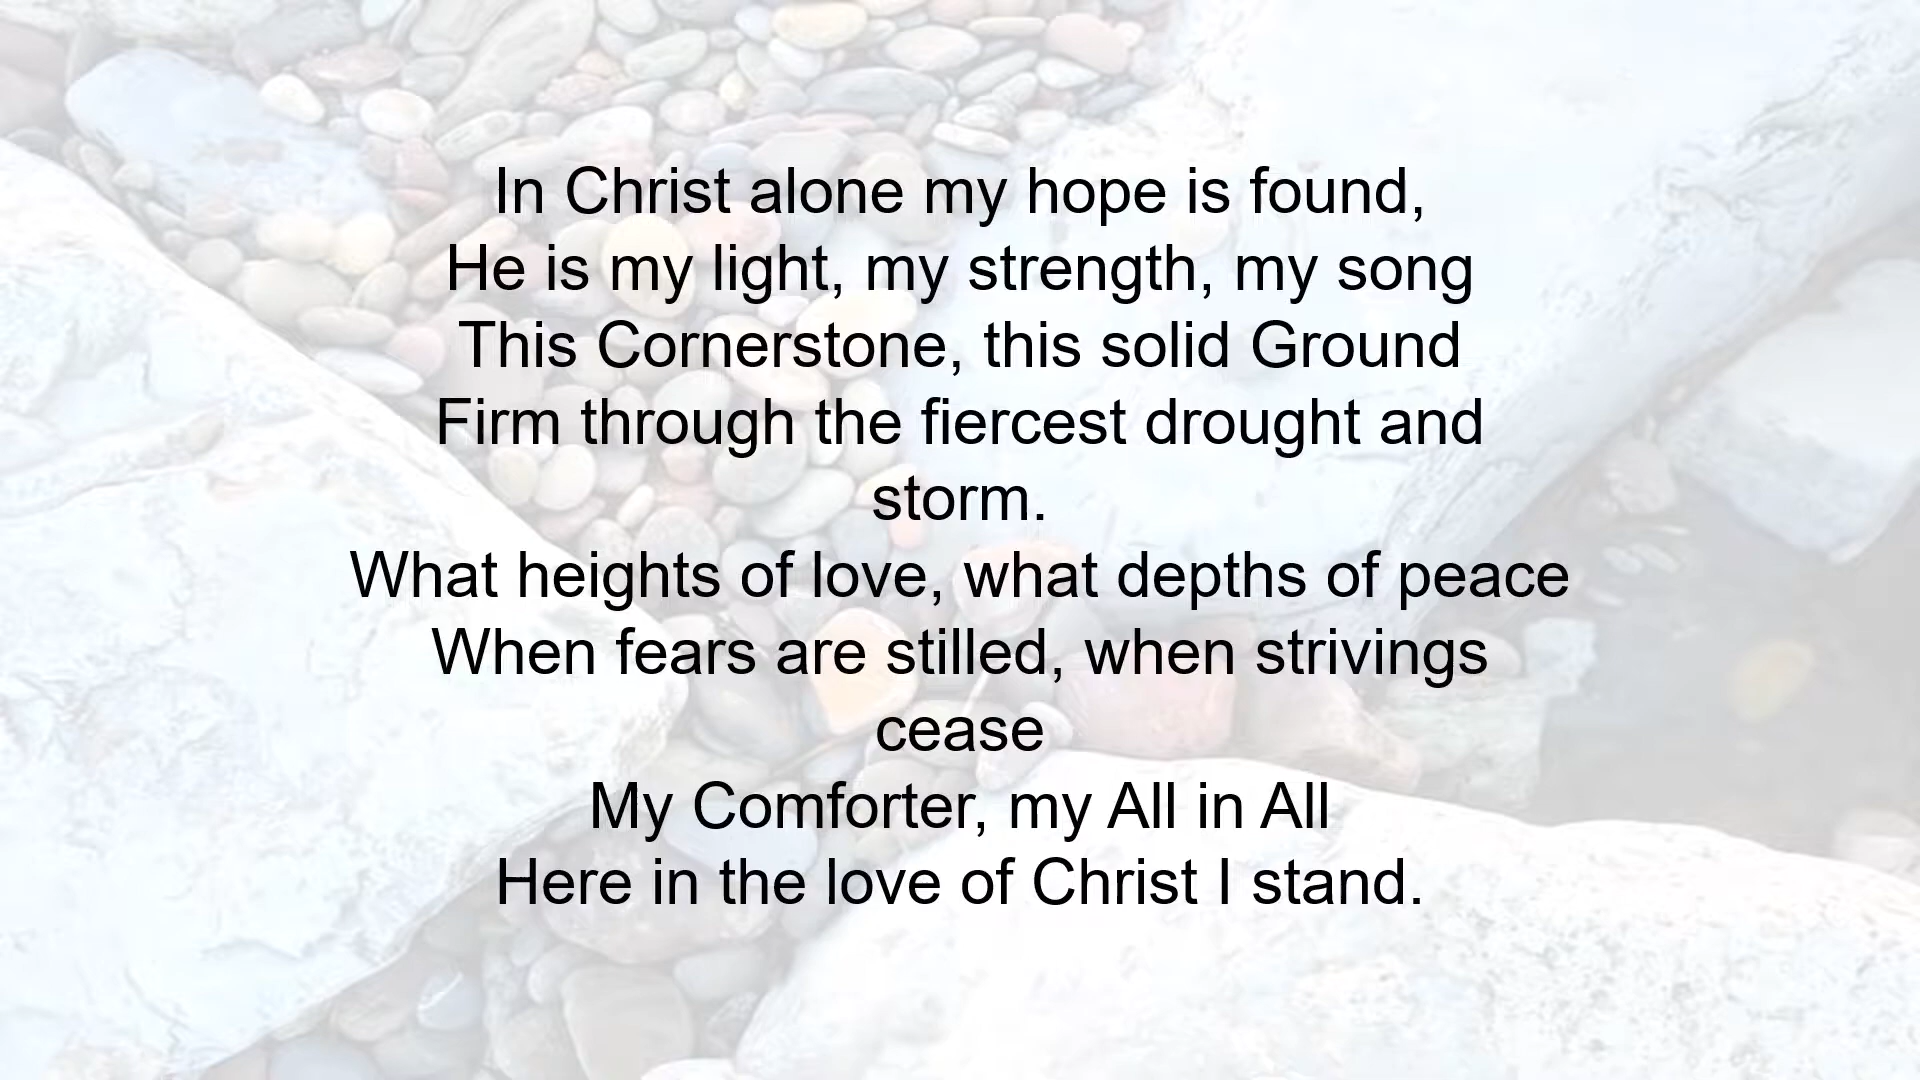 In Christ alone my hope is found,
He is my light, my strength, my song
This Cornerstone, this solid Ground
Firm through the fiercest drought and
storm.
What heights of love, what depths of peace
When fears are stilled, when strivings
cease
My Comforter, my All in All
Here in the love of Christ I stand.